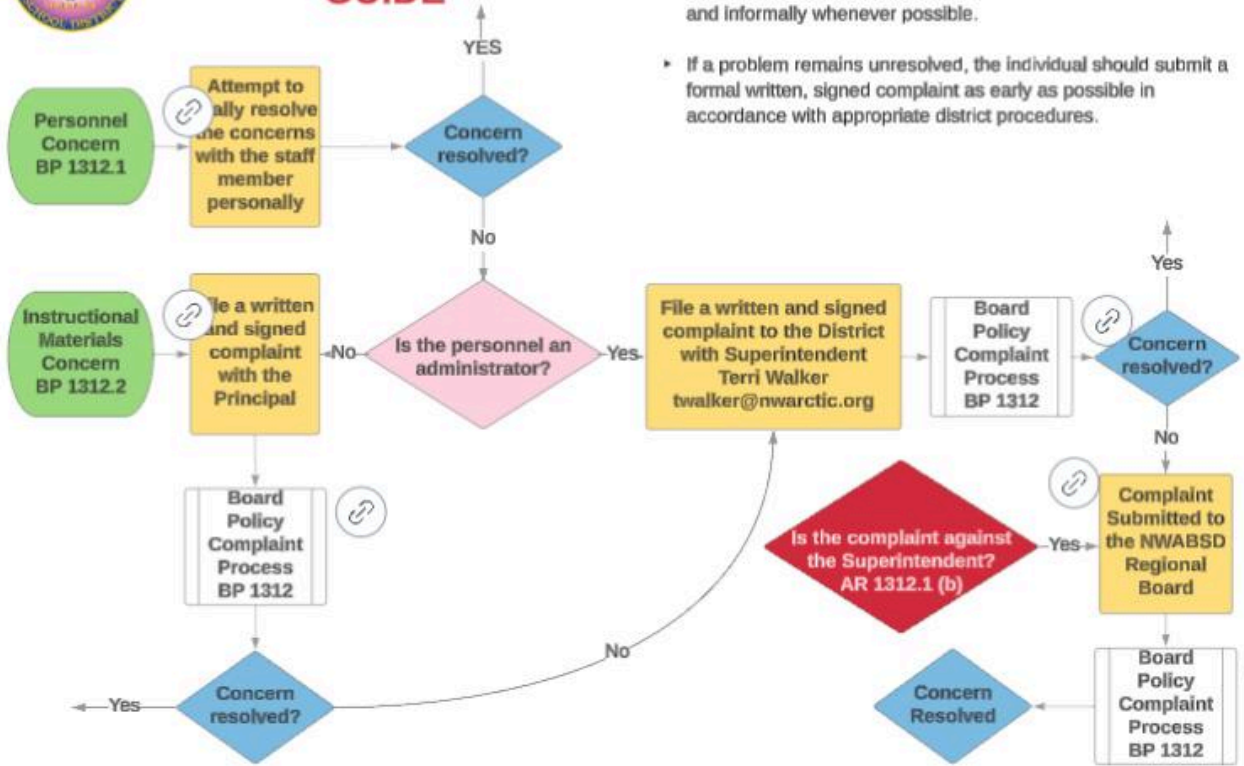 SCHOOL DISTRICT
GUIDE
and informally whenever possible.
‣ If a problem remains unresolved, the individual should submit a
formal written, signed complaint as early as possible in
accordance with appropriate district procedures.
YES
Personnel
Concern
BP 1312.1
Attempt to
ally resolve
the concerns
with the staff
member
personally
Concern
resolved?
No
Instructional
Materials
Concern
BP 1312.2
le a written
and signed
complaint
with the
Principal
No
Is the personnel an
administrator?
Yes
File a written and signed
complaint to the District
with Superintendent
Terri Walker
twalker@nwarctic.org
Board
Policy
Complaint
Process
BP 1312
Yes
Concern
resolved?
No
Board
Policy
Complaint
Process
BP 1312
Is the complaint against
the Superintendent?
AR 1312.1 (b)
Yes
Complaint
Submitted to
the NWABSD
Regional
Board
No
Yes
Concern
resolved?
Concern
Resolved
Board
Policy
Complaint
Process
BP 1312